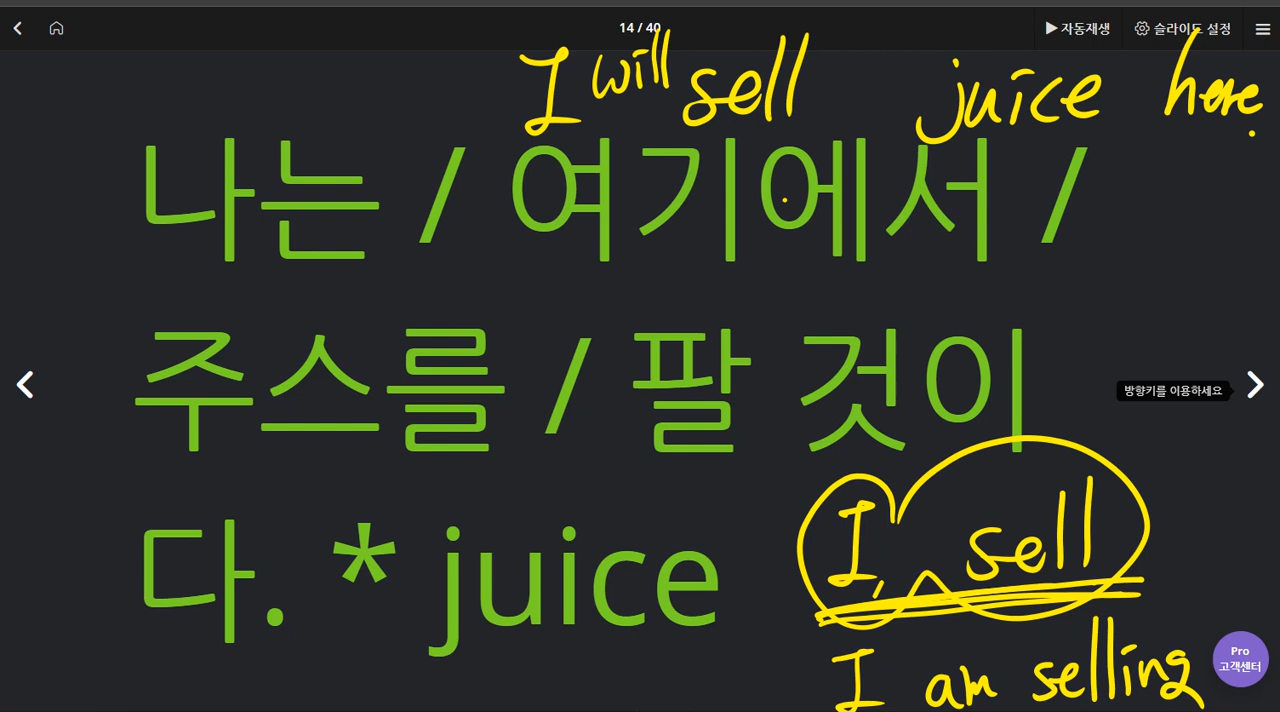 14 / 40
▶ 자동재생
슬라이드 설정
I will sell juice here.
나는 / 여기에서 /
주스를 / 팔 것이
다. * juice
방향키를 이용하세요
I sell
I am selling
Pro
고객센터